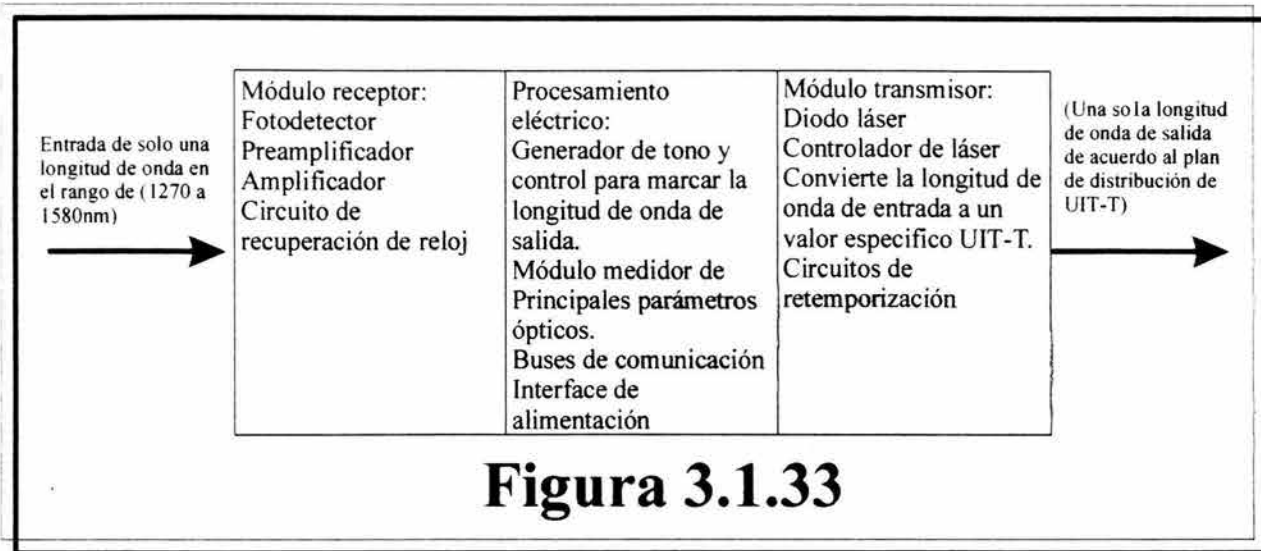 Entrada de solo una
longitud de onda en
el rango de (1270 a
1580nm)
Módulo receptor:
Fotodetector
Preamplificador
Amplificador
Circuito de
recuperación de reloj
Procesamiento
eléctrico:
Generador de tono y
control para marcar la
longitud de onda de
salida.
Módulo medidor de
Principales parámetros
ópticos.
Buses de comunicación
Interface de
alimentación
Módulo transmisor:
Diodo láser
Controlador de láser
Convierte la longitud de
onda de entrada a un
valor especifico UIT-T.
Circuitos de
retemporización
(Una sola longitud
de onda de salida
de acuerdo al plan
de distribución de
UIT-T)
Figura 3.1.33